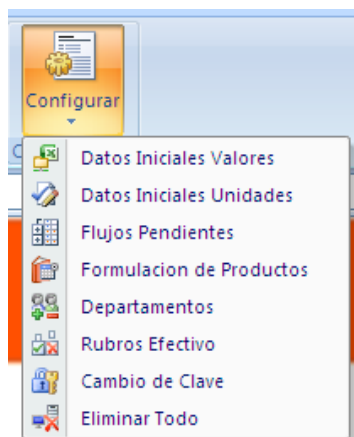 Configurar
Datos Iniciales Valores
Datos Iniciales Unidades
Flujos Pendientes
Formulacion de Productos
Departamentos
Rubros Efectivo
Cambio de Clave
Eliminar Todo